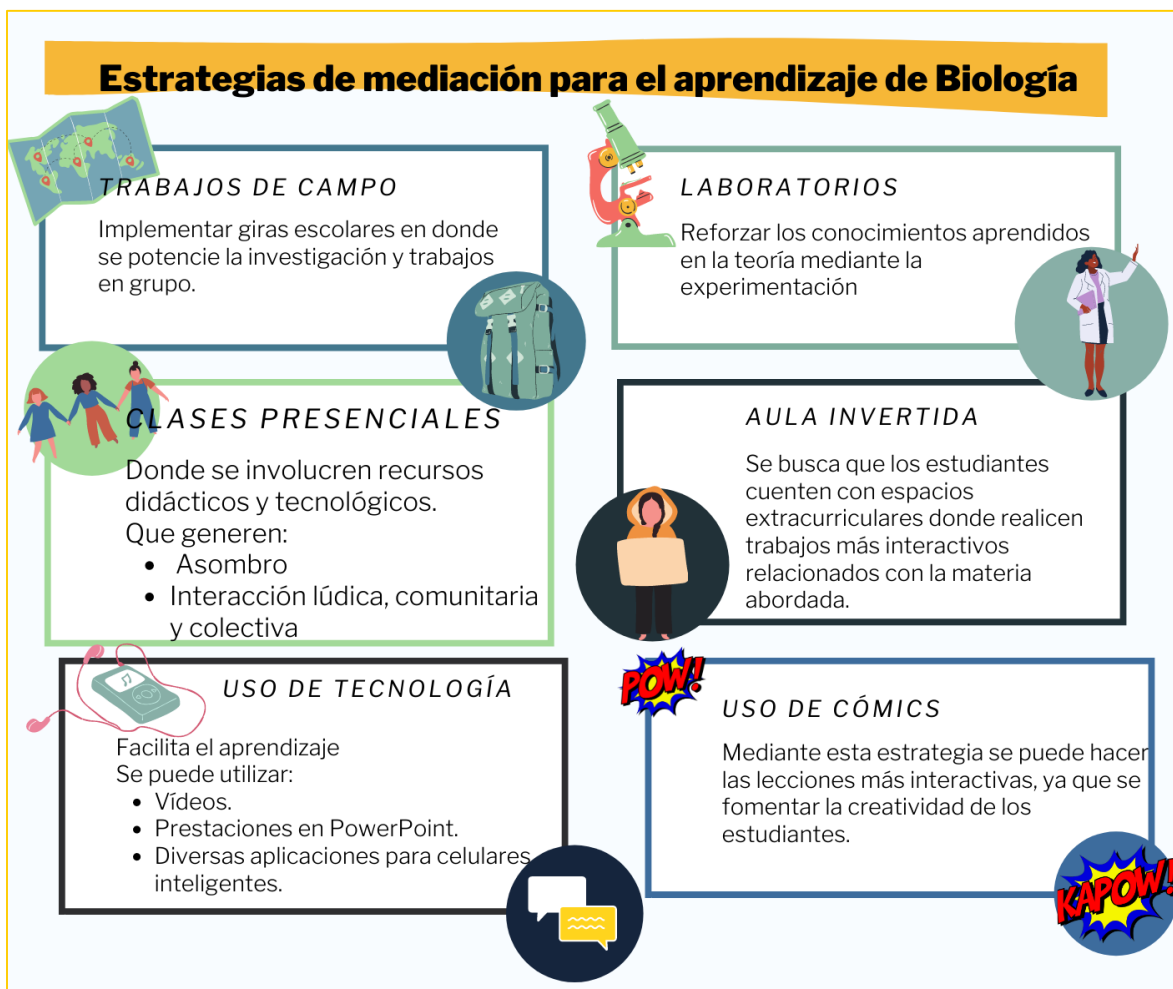 Estrategias de mediación para el aprendizaje de Biología
TRABAJOS DE CAMPO
Implementar giras escolares en donde
se potencie la investigación y trabajos
en grupo.
LABORATORIOS
Reforzar los conocimientos aprendidos
en la teoría mediante la
experimentación
CLASES PRESENCIALES
Donde se involucren recursos
didácticos y tecnológicos.
Que generen:
• Asombro
• Interacción lúdica, comunitaria
y colectiva
AULA INVERTIDA
Se busca que los estudiantes
cuenten con espacios
extracurriculares donde realicen
trabajos más interactivos
relacionados con la materia
abordada.
USO DE TECNOLOGÍA
Facilita el aprendizaje
Se puede utilizar:
• Vídeos.
• Prestaciones en PowerPoint.
• Diversas aplicaciones para celulares
inteligentes.
POW!
USO DE CÓMICS
Mediante esta estrategia se puede hacer
las lecciones más interactivas, ya que se
fomentar la creatividad de los
estudiantes.
KAPOW!